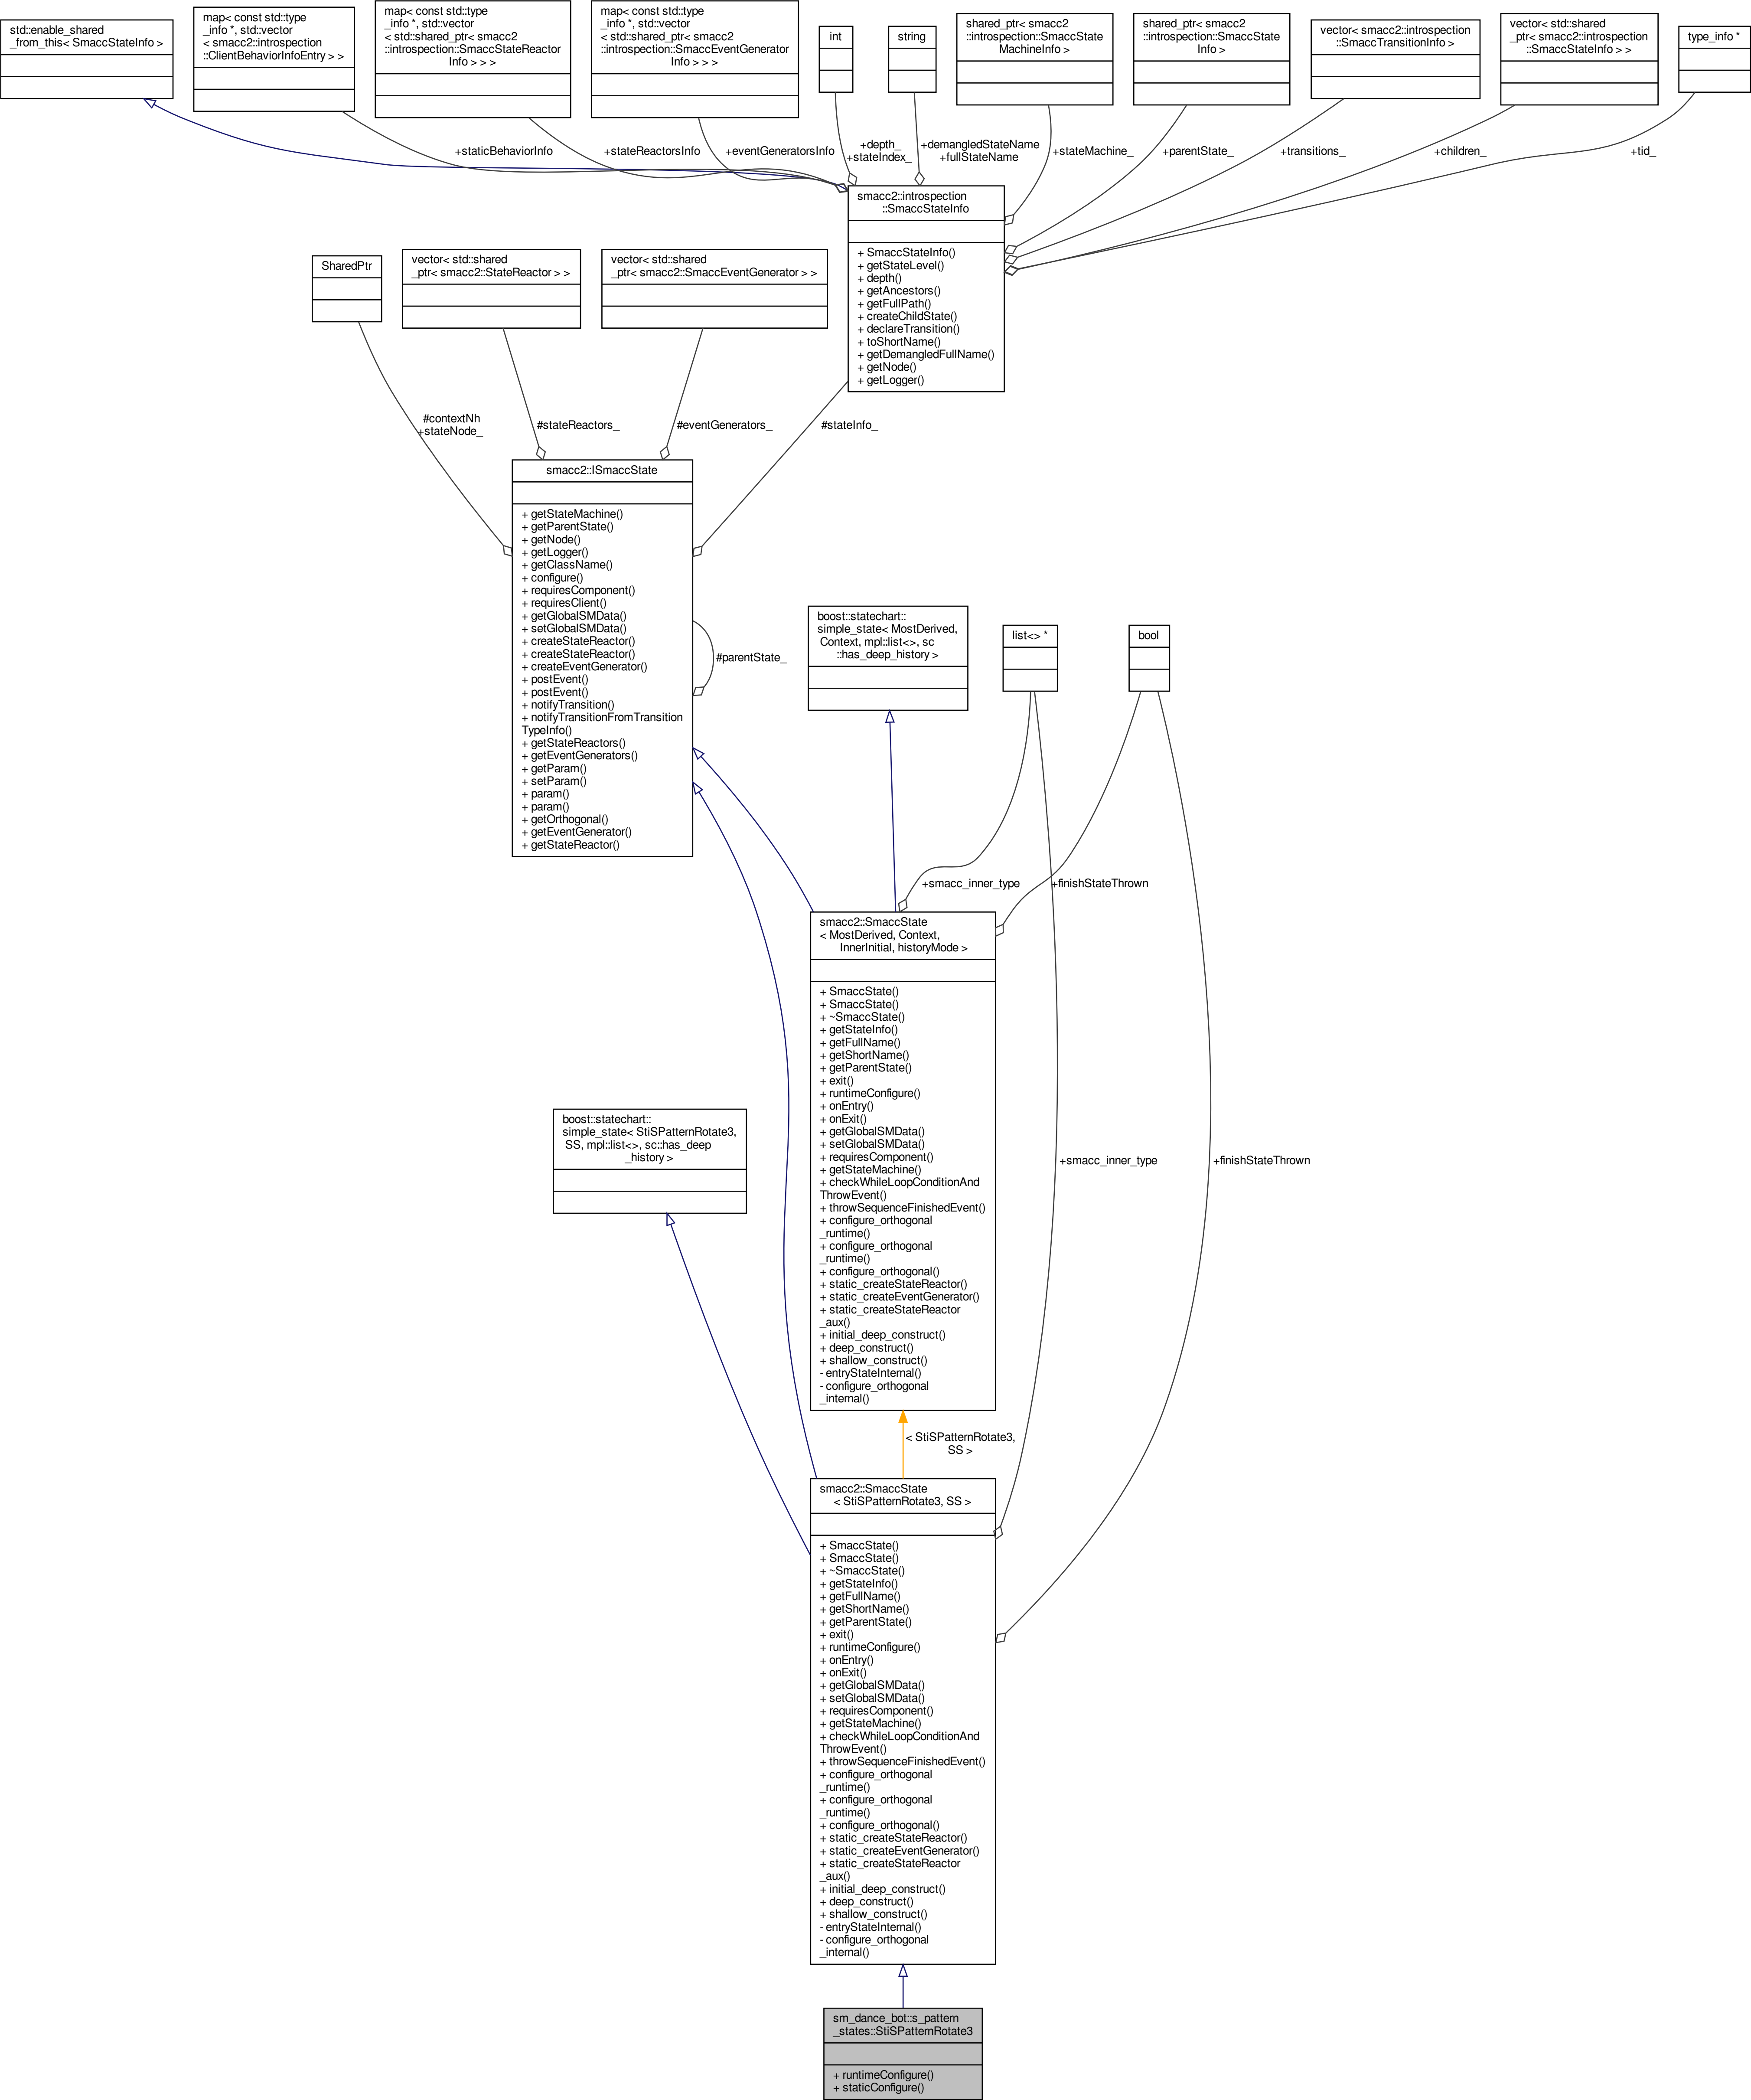 std::enable_shared
_from_this< SmaccStateInfo >
map< const std::type
_info *, std::vector
< smacc2::introspection
::ClientBehaviorInfoEntry > >
map< const std::type
_info *, std::vector
< std::shared_ptr< smacc2
::introspection::SmaccStateReactor
Info > > >
map< const std::type
_info *, std::vector
< std::shared_ptr< smacc2
::introspection::SmaccEventGenerator
Info > > >
int
string
shared_ptr< smacc2
::introspection::SmaccState
MachineInfo >
shared_ptr< smacc2
::introspection::SmaccState
Info >
vector< smacc2::introspection
::SmaccTransitionInfo >
vector< std::shared
_ptr< smacc2::introspection
::SmaccStateInfo > >
type_info *
+staticBehaviorInfo
+stateReactorsInfo
+eventGeneratorsInfo
+depth_
+stateIndex_
+demangledStateName
+fullStateName
+stateMachine_
+parentState_
+transitions_
+children_
+tid_
smacc2::introspection
::SmaccStateInfo
+ SmaccStateInfo()
+ getStateLevel()
+ depth()
+ getAncestors()
+ getFullPath()
+ createChildState()
+ declareTransition()
+ toShortName()
+ getDemangledFullName()
+ getNode()
+ getLogger()
SharedPtr
vector< std::shared
_ptr< smacc2::StateReactor > >
vector< std::shared
_ptr< smacc2::SmaccEventGenerator > >
#contextNh
+stateNode_
#stateReactors_
#eventGenerators_
#stateInfo_
smacc2::ISmaccState
+ getStateMachine()
+ getParentState()
+ getNode()
+ getLogger()
+ getClassName()
+ configure()
+ requiresComponent()
+ requiresClient()
+ getGlobalSMData()
+ setGlobalSMData()
+ createStateReactor()
+ createStateReactor()
+ createEventGenerator()
+ postEvent()
+ postEvent()
+ notifyTransition()
+ notifyTransitionFromTransition
TypeInfo()
+ getStateReactors()
+ getEventGenerators()
+ getParam()
+ setParam()
+ param()
+ param()
+ getOrthogonal()
+ getEventGenerator()
+ getStateReactor()
#parentState_
boost::statechart::
simple_state< MostDerived,
Context, mpl::list<>, sc
::has_deep_history >
list<> *
bool
+smacc_inner_type
+finishStateThrown
smacc2::SmaccState
< MostDerived, Context,
InnerInitial, historyMode >
+ SmaccState()
+ SmaccState()
+ ~SmaccState()
+ getStateInfo()
+ getFullName()
+ getShortName()
+ getParentState()
+ exit()
+ runtimeConfigure()
+ onEntry()
+ onExit()
+ getGlobalSMData()
+ setGlobalSMData()
+ requiresComponent()
+ getStateMachine()
+ checkWhileLoopConditionAnd
ThrowEvent()
+ throwSequenceFinishedEvent()
+ configure_orthogonal
_runtime()
+ configure_orthogonal
_runtime()
+ configure_orthogonal()
+ static_createStateReactor()
+ static_createEventGenerator()
+ static_createStateReactor
_aux()
+ initial_deep_construct()
+ deep_construct()
+ shallow_construct()
- entryStateInternal()
- configure_orthogonal
_internal()
boost::statechart::
simple_state< StiSPatternRotate3,
SS, mpl::list<>, sc::has_deep
_history >
+smacc_inner_type
+finishStateThrown
< StiSPatternRotate3,
SS >
smacc2::SmaccState
< StiSPatternRotate3, SS >
+ SmaccState()
+ SmaccState()
+ ~SmaccState()
+ getStateInfo()
+ getFullName()
+ getShortName()
+ getParentState()
+ exit()
+ runtimeConfigure()
+ onEntry()
+ onExit()
+ getGlobalSMData()
+ setGlobalSMData()
+ requiresComponent()
+ getStateMachine()
+ checkWhileLoopConditionAnd
ThrowEvent()
+ throwSequenceFinishedEvent()
+ configure_orthogonal
_runtime()
+ configure_orthogonal
_runtime()
+ configure_orthogonal()
+ static_createStateReactor()
+ static_createEventGenerator()
+ static_createStateReactor
_aux()
+ initial_deep_construct()
+ deep_construct()
+ shallow_construct()
- entryStateInternal()
- configure_orthogonal
_internal()
sm_dance_bot::s_pattern
_states::StiSPatternRotate3
+ runtimeConfigure()
+ staticConfigure()